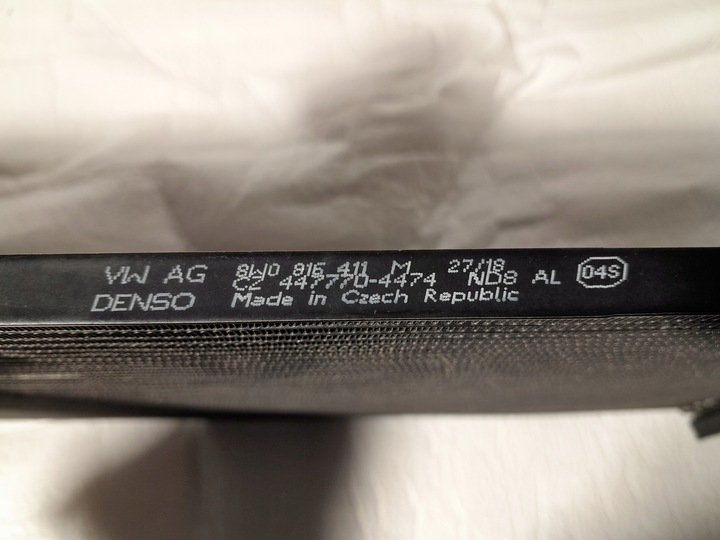 VW AG 8W0 816 411 M 27/18
CZ 447770-4474 ND8 AL 04S
DENSO Made in Czech Republic